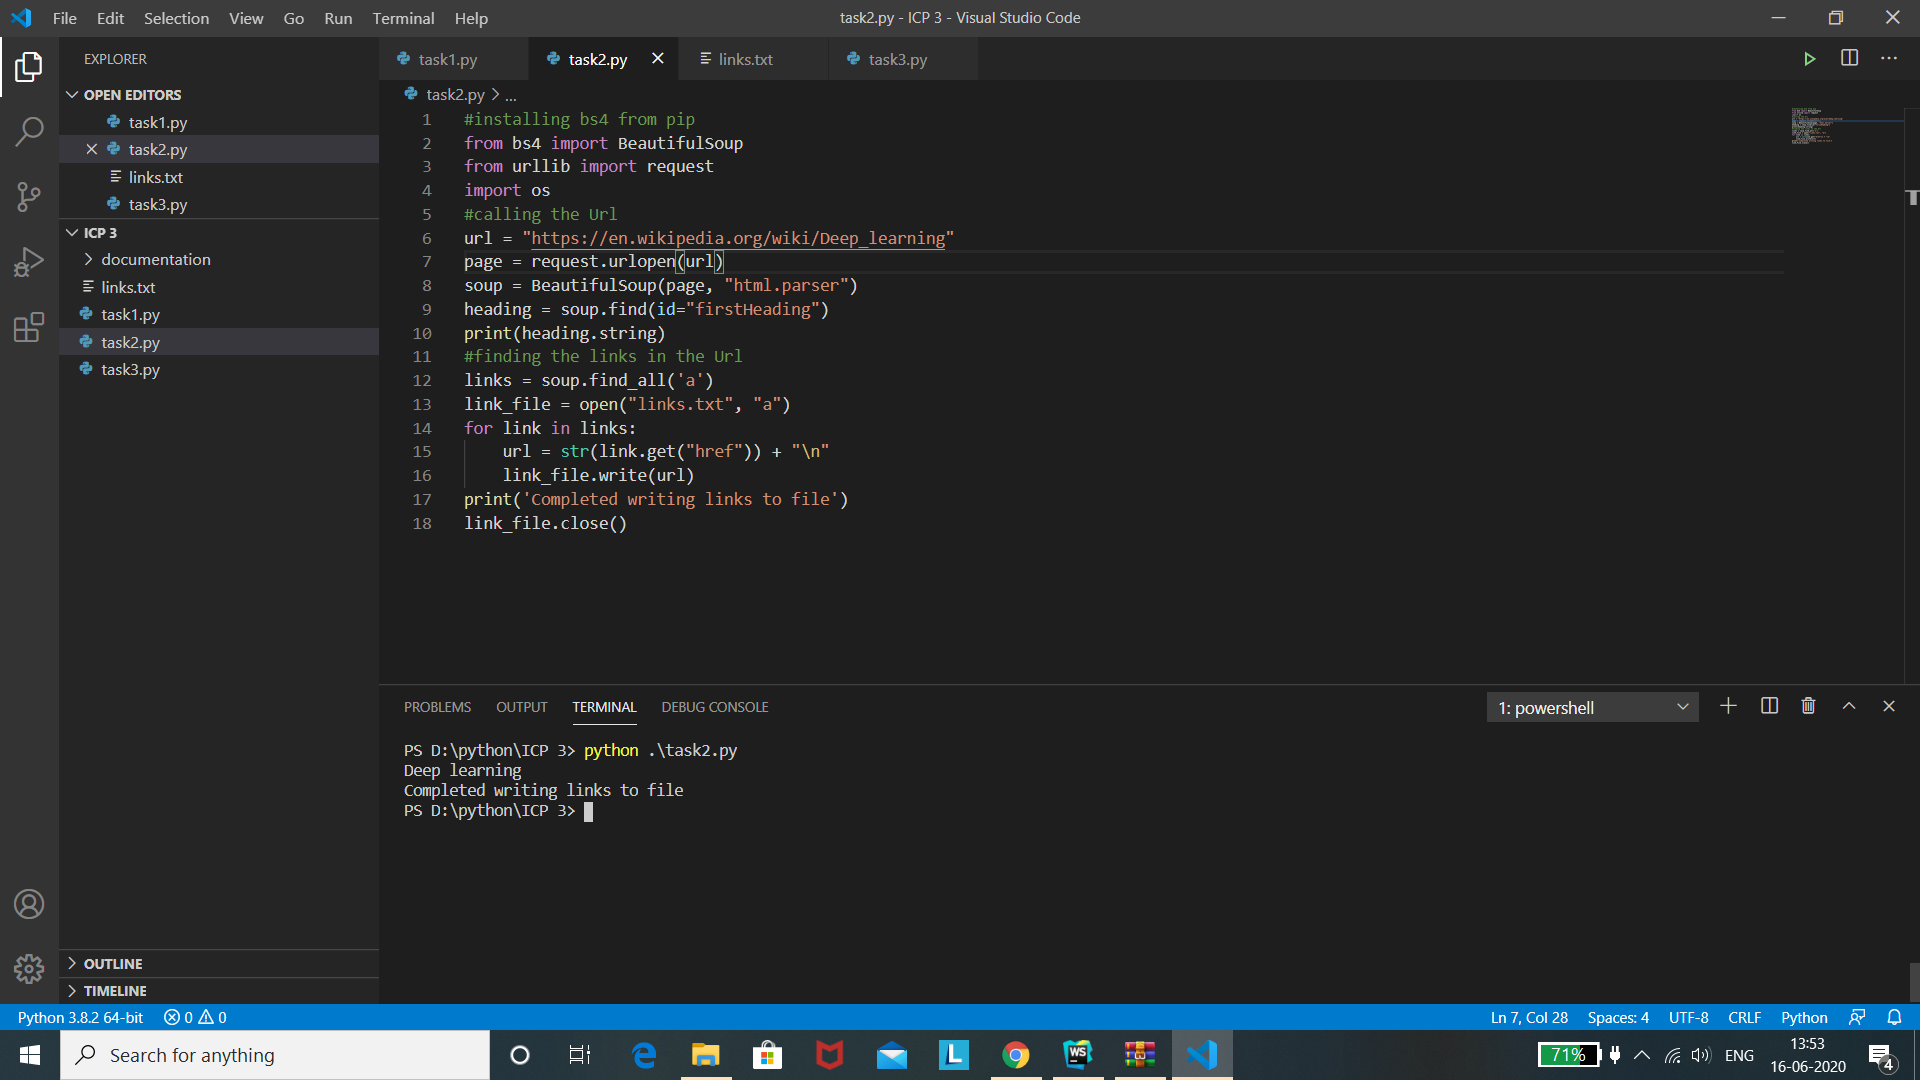 File Edit Selection View Go Run Terminal Help
task2.py - ICP 3 - Visual Studio Code
EXPLORER
OPEN EDITORS
task1.py
task2.py
links.txt
task3.py
ICP 3
documentation
links.txt
task1.py
task2.py
task3.py
OUTLINE
TIMELINE
task1.py task2.py links.txt task3.py
task2.py > ...
1 #installing bs4 from pip
2 from bs4 import BeautifulSoup
3 from urllib import request
4 import os
5 #calling the Url
6 url = "https://en.wikipedia.org/wiki/Deep_learning"
7 page = request.urlopen(url)
8 soup = BeautifulSoup(page, "html.parser")
9 heading = soup.find(id="firstHeading")
10 print(heading.string)
11 #finding the links in the Url
12 links = soup.find_all('a')
13 link_file = open("links.txt", "a")
14 for link in links:
15     url = str(link.get("href")) + "\n"
16     link_file.write(url)
17 print('Completed writing links to file')
18 link_file.close()
PROBLEMS OUTPUT TERMINAL DEBUG CONSOLE
1: powershell
PS D:\python\ICP 3> python .\task2.py
Deep learning
Completed writing links to file
PS D:\python\ICP 3>
Python 3.8.2 64-bit 0 0
Ln 7, Col 28 Spaces: 4 UTF-8 CRLF Python
Search for anything
L
WS
71%
ENG
13:53
16-06-2020
4